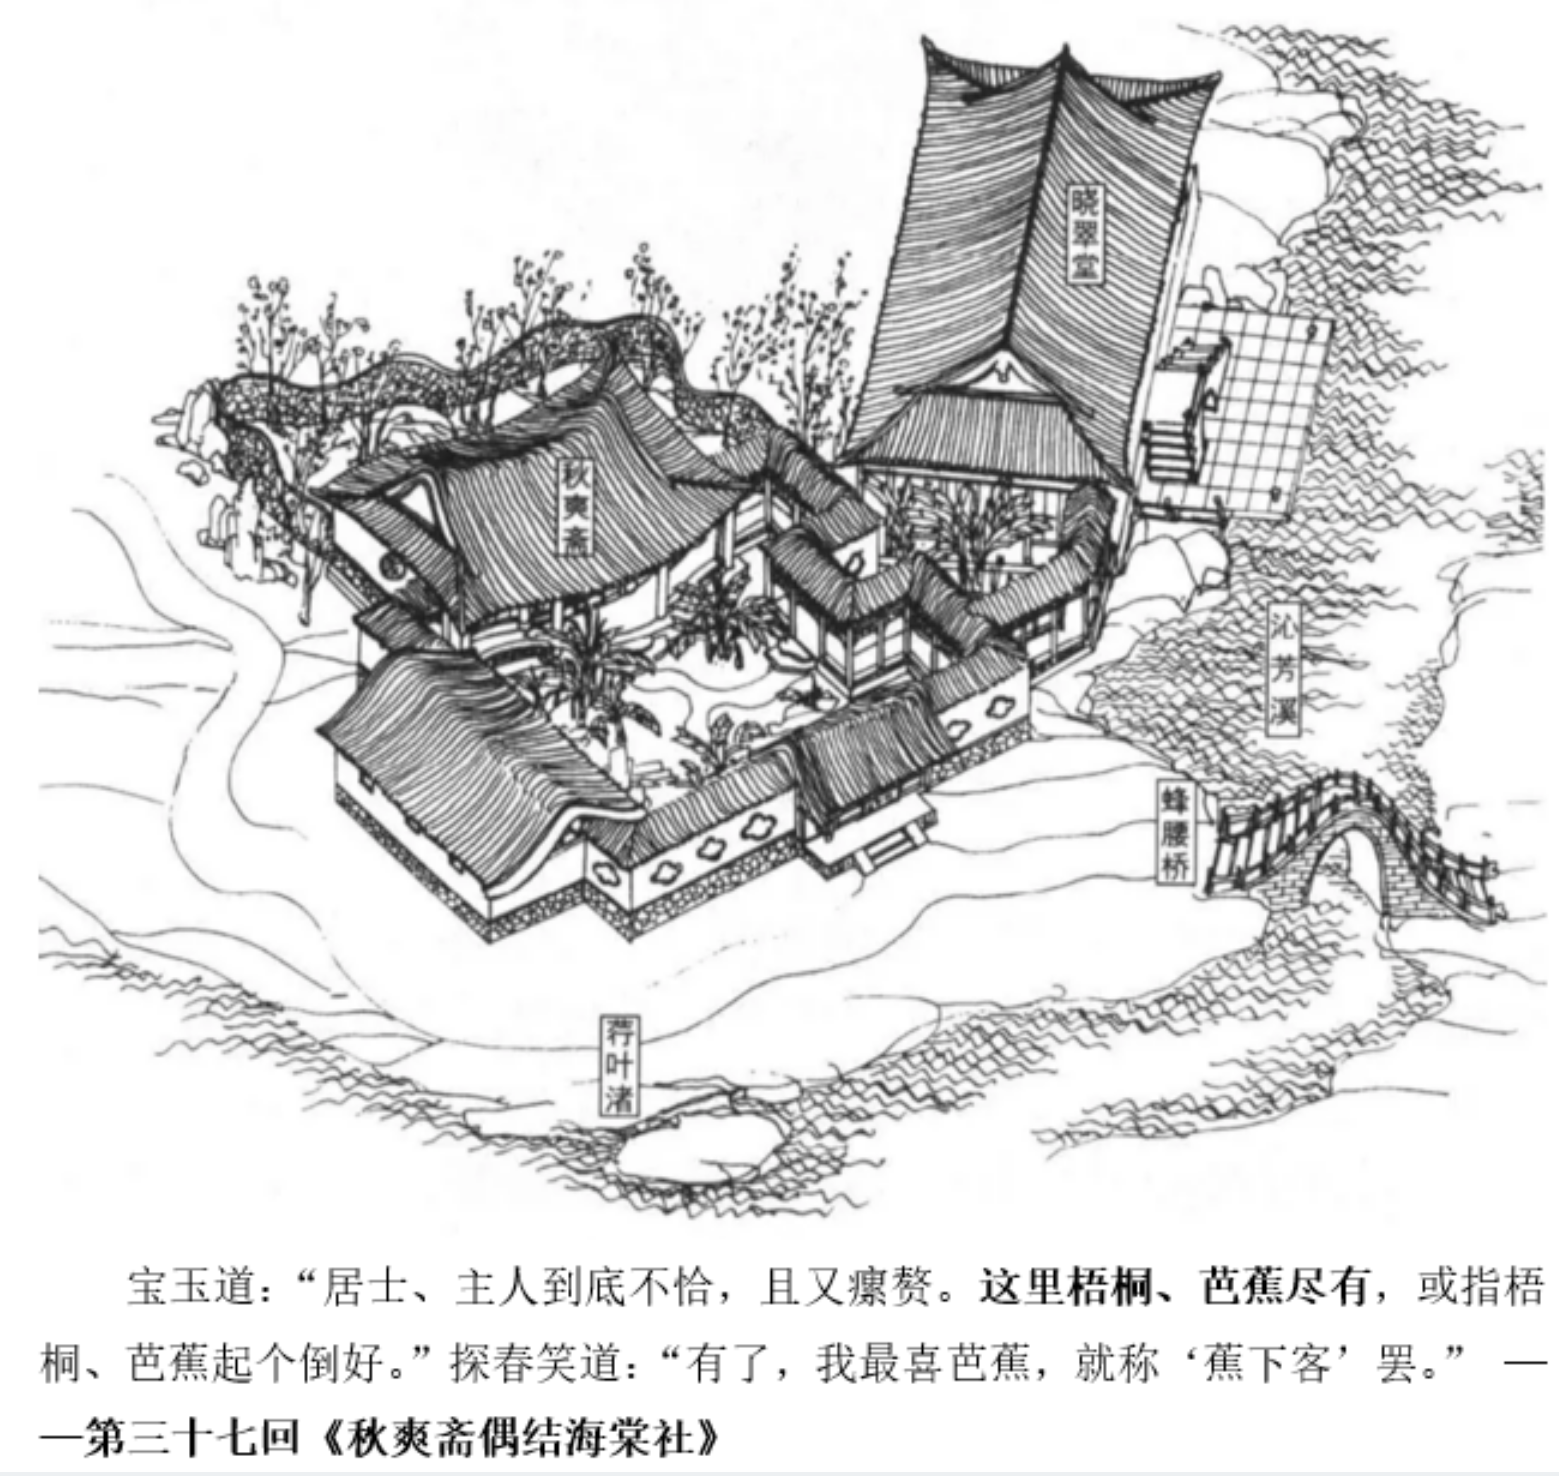 晓翠堂
秋爽斋
沁芳溪
蜂腰桥
荇叶渚
宝玉道：“居士、主人到底不恰，且又瘰赘。这里梧桐、芭蕉尽有，或指梧
桐、芭蕉起个倒好。”探春笑道：“有了，我最喜芭蕉，就称‘蕉下客’罢。” —
—第三十七回《秋爽斋偶结海棠社》